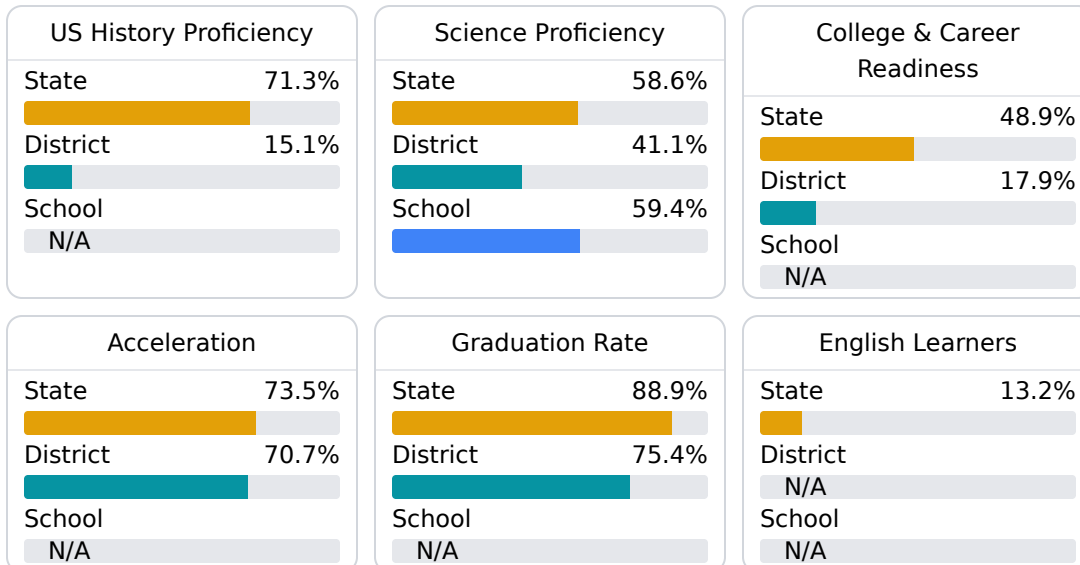 US History Proficiency
State 71.3%
District 15.1%
School
N/A
Science Proficiency
State 58.6%
District 41.1%
School 59.4%
College & Career
Readiness
State 48.9%
District 17.9%
School
N/A
Acceleration
State 73.5%
District 70.7%
School
N/A
Graduation Rate
State 88.9%
District 75.4%
School
N/A
English Learners
State 13.2%
District
N/A
School
N/A